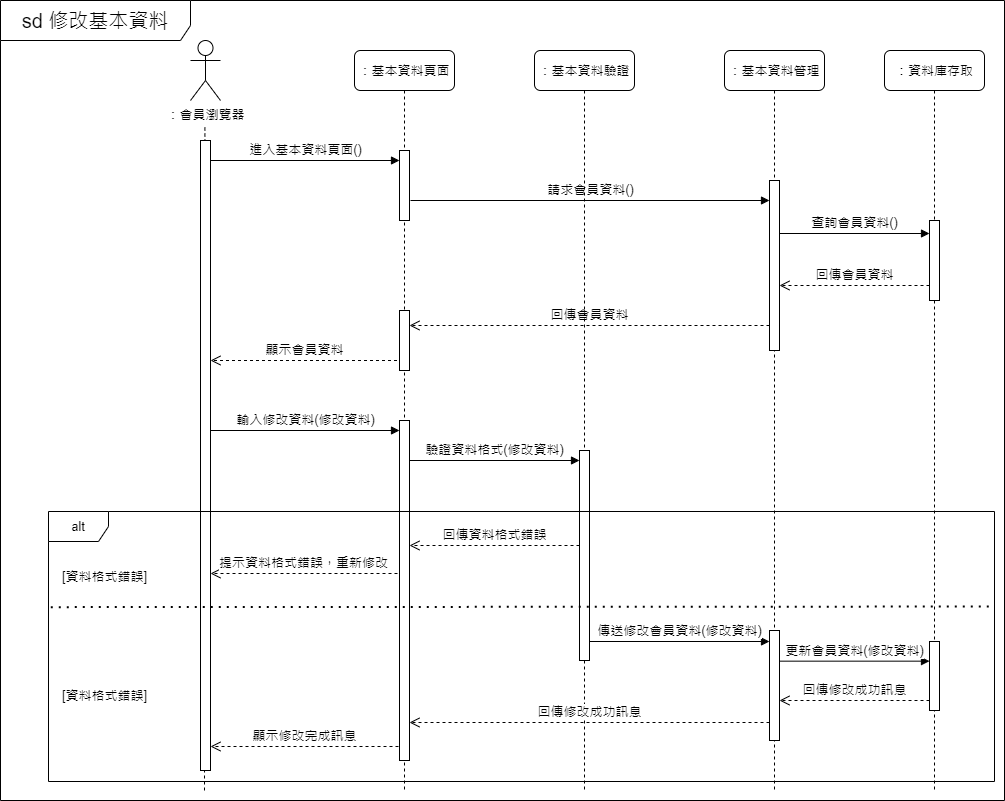 sd 修改基本資料
：會員瀏覽器
：基本資料頁面
：基本資料驗證
：基本資料管理
：資料庫存取
進入基本資料頁面()
請求會員資料()
查詢會員資料()
回傳會員資料
回傳會員資料
顯示會員資料
輸入修改資料(修改資料)
驗證資料格式(修改資料)
alt
回傳資料格式錯誤
提示資料格式錯誤，重新修改
[資料格式錯誤]
傳送修改會員資料(修改資料)
更新會員資料(修改資料)
[資料格式錯誤]
回傳修改成功訊息
回傳修改成功訊息
顯示修改完成訊息